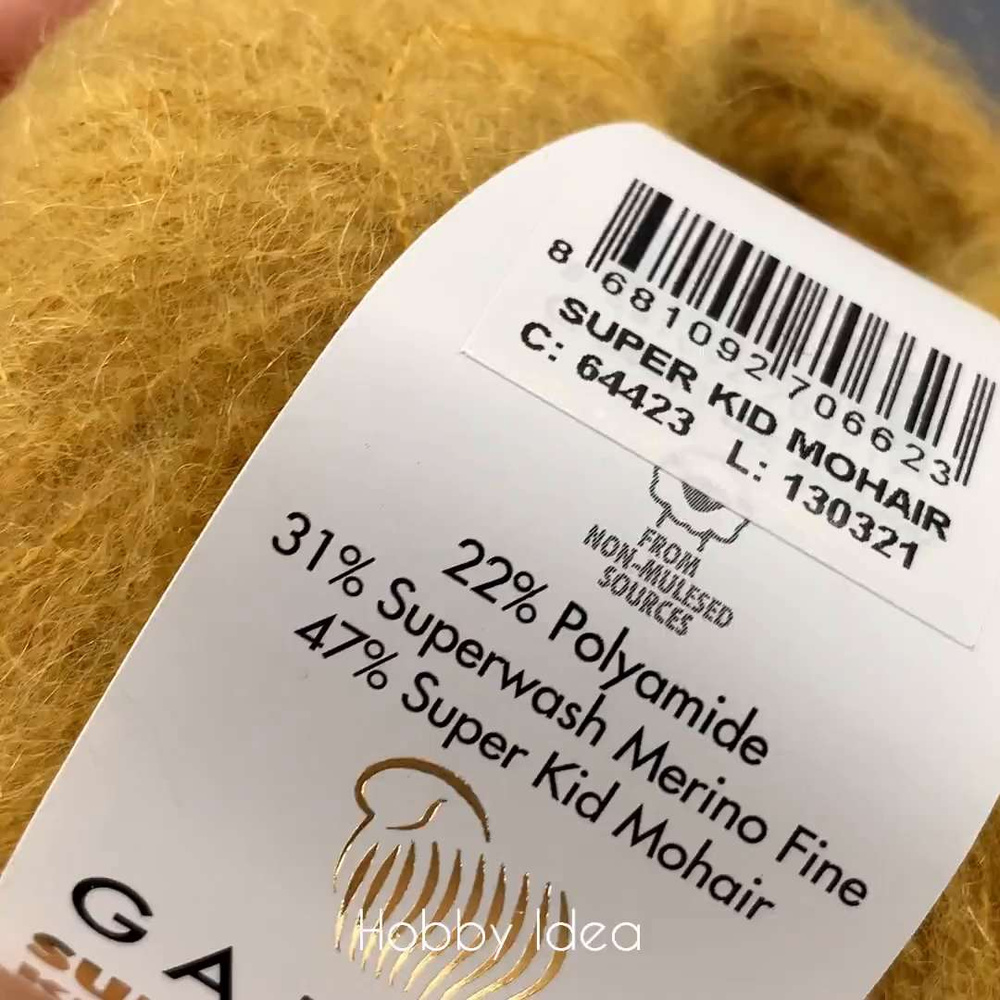 8 681092 706623
SUPER KID MOHAIR
C: 64423 L: 130321
FROM
NON-MULESED
SOURCES
22% Polyamide
31% Superwash Merino Fine
47% Super Kid Mohair
Hobby Idea